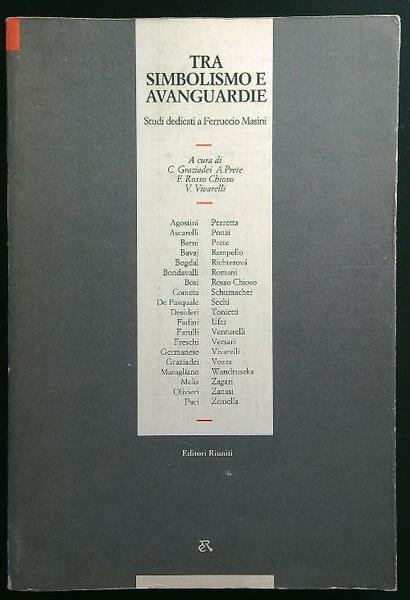 TRA
SIMBOLISMO E
AVANGUARDIE
Studi dedicati a Ferruccio Masini
A cura di
C. Graziadei A. Prete
F. Rosso Chioso
V. Vivarelli
Agostini Perretta
Ascarelli Ponzi
Barni Prete
Bavaj Rampello
Bogdal Richterová
Bondavalli Romani
Bosi Rosso Chioso
Cometa Schumacher
De Pasquale Sechi
Desideri Tonietti
Fadini Ufer
Farulli Venturelli
Freschi Versari
Germanese Vivarelli
Graziadei Vozza
Maragliano Wandruszka
Melis Zagari
Olivieri Zanasi
Paci Zemella
Editori Riuniti